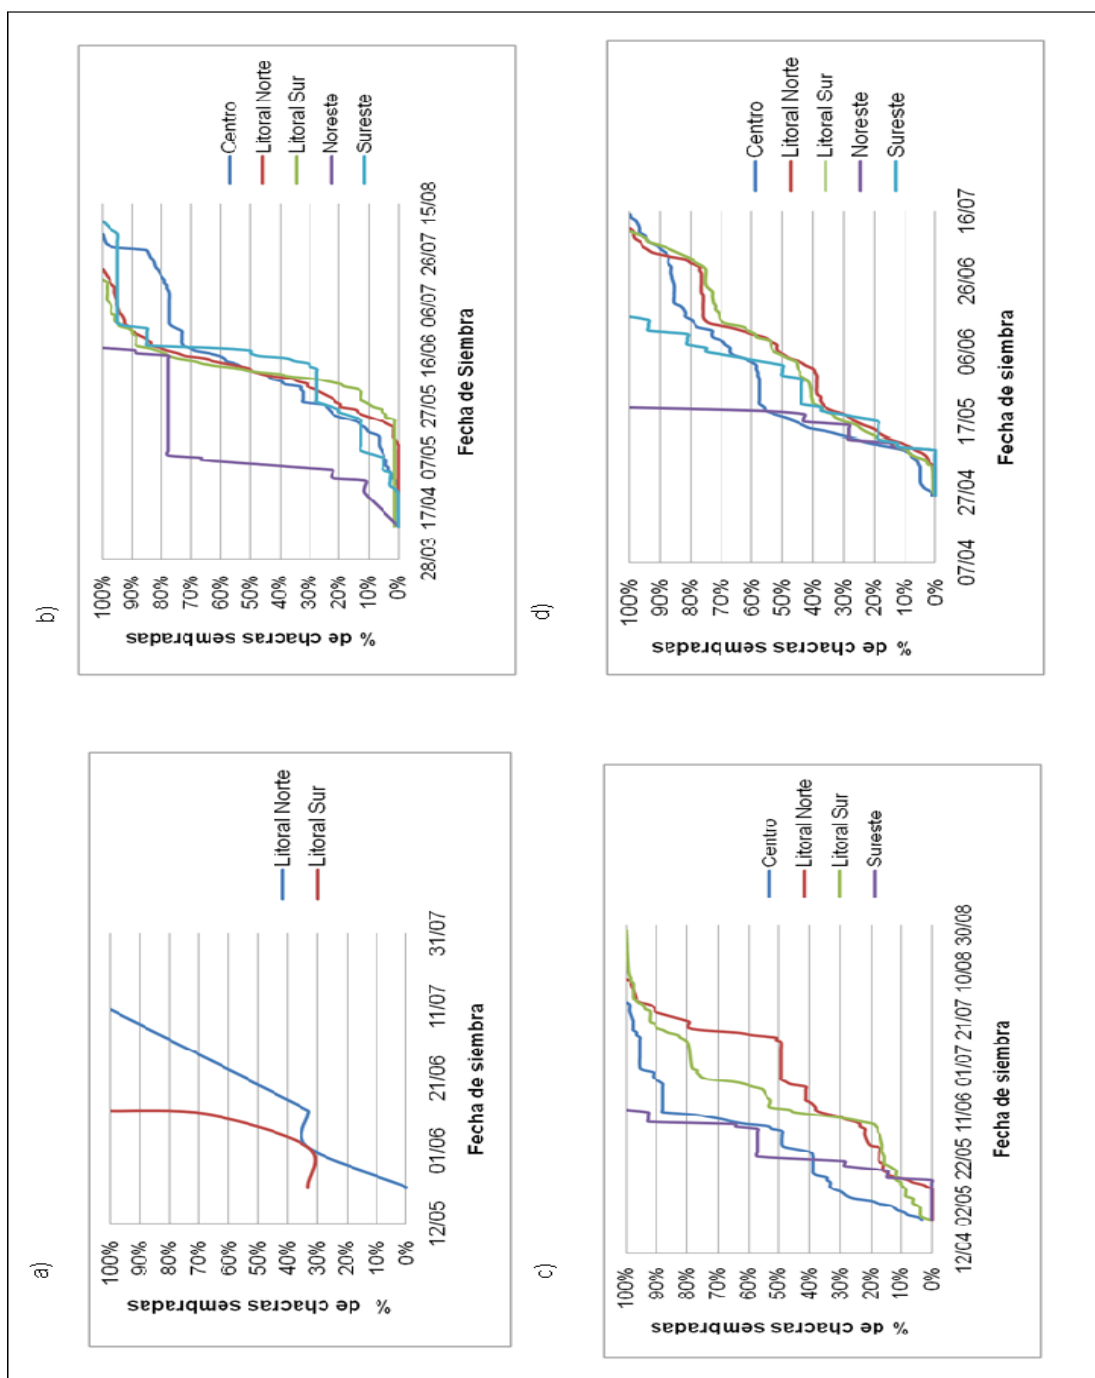 a)
100%
90%
80%
70%
60%
50%
40%
30%
20%
10%
0%
% de chacras sembradas
12/05 01/06 21/06 11/07 31/07
Fecha de siembra
Litoral Norte
Litoral Sur
b)
100%
90%
80%
70%
60%
50%
40%
30%
20%
10%
0%
% de chacras sembradas
28/03 17/04 07/05 27/05 16/06 06/07 26/07 15/08
Fecha de Siembra
Centro
Litoral Norte
Litoral Sur
Noreste
Sureste
c)
100%
90%
80%
70%
60%
50%
40%
30%
20%
10%
0%
% de chacras sembradas
12/04 02/05 22/05 11/06 01/07 21/07 10/08 30/08
Fecha de siembra
Centro
Litoral Norte
Litoral Sur
Sureste
d)
100%
90%
80%
70%
60%
50%
40%
30%
20%
10%
0%
% de chacras sembradas
07/04 27/04 17/05 06/06 26/06 16/07
Fecha de siembra
Centro
Litoral Norte
Litoral Sur
Noreste
Sureste